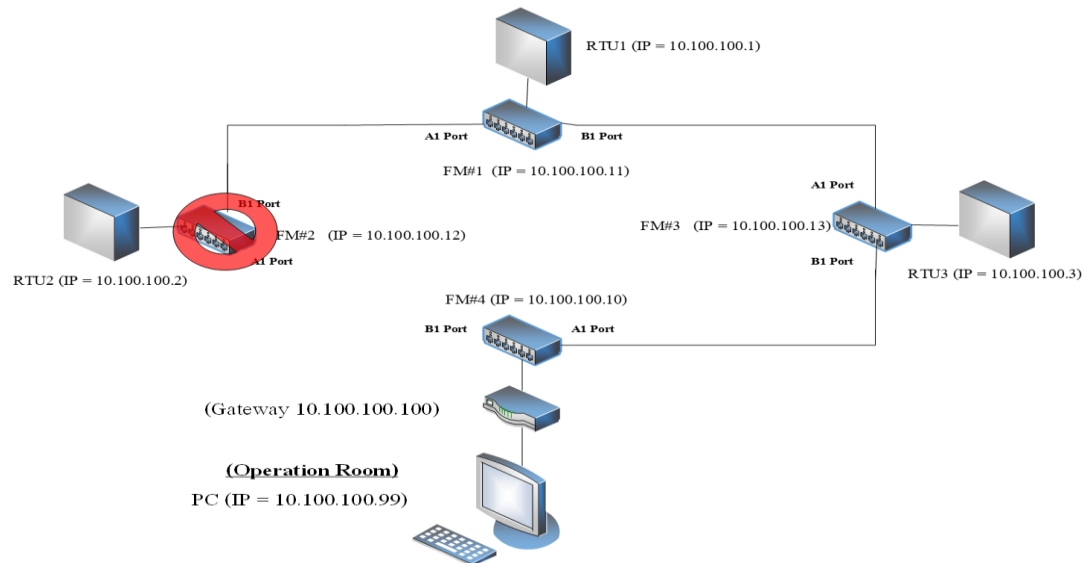 RTU1 (IP = 10.100.100.1)
A1 Port
B1 Port
FM#1 (IP = 10.100.100.11)
A1 Port
B1 Port
FM#2 (IP = 10.100.100.12)
FM#3 (IP = 10.100.100.13)
A1 Port
B1 Port
RTU2 (IP = 10.100.100.2)
RTU3 (IP = 10.100.100.3)
FM#4 (IP = 10.100.100.10)
B1 Port
A1 Port
(Gateway 10.100.100.100)
(Operation Room)
PC (IP = 10.100.100.99)